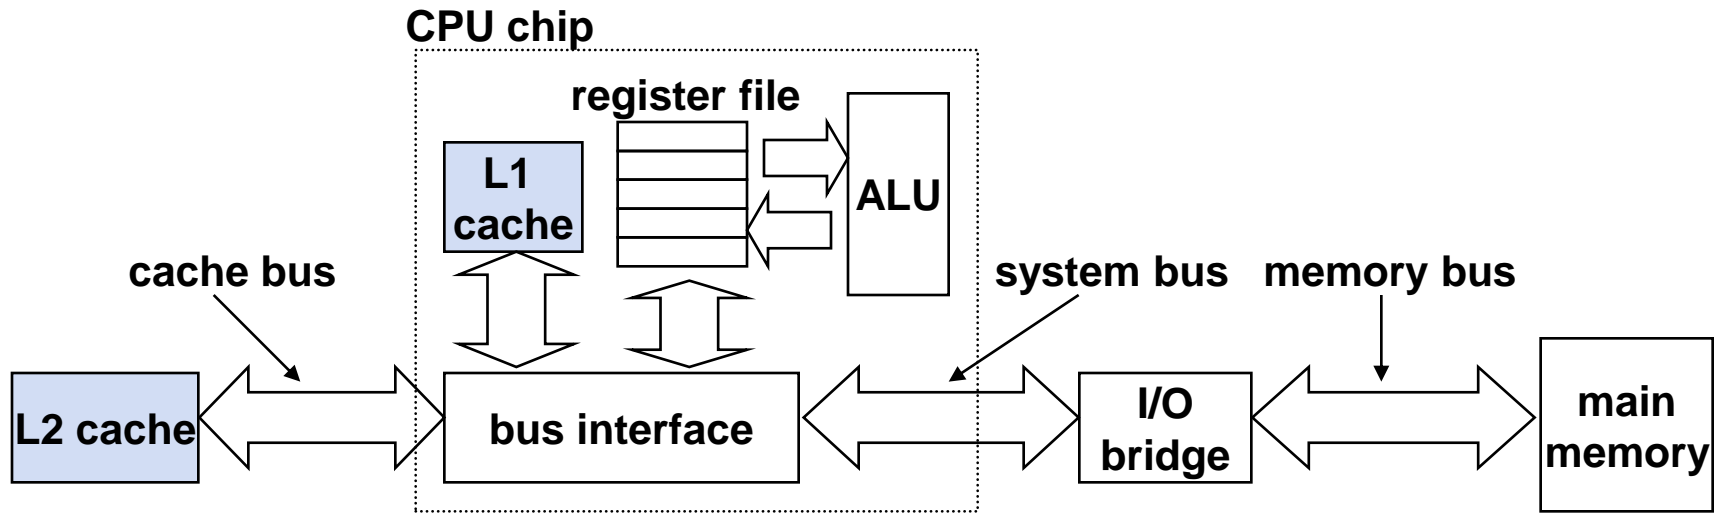 CPU chip
register file
L1
cache
ALU
cache bus
system bus
memory bus
L2 cache
bus interface
I/O
bridge
main
memory